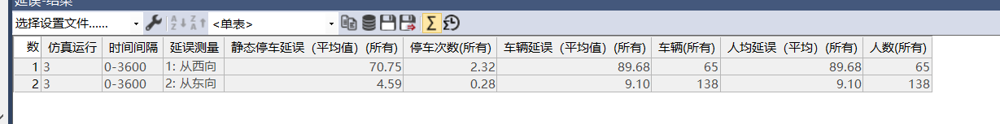 延误-结果
选择设置文件...... <单表>
数 仿真运行 时间间隔 延误测量 静态停车延误（平均值）(所有) 停车次数(所有) 车辆延误（平均值）(所有) 车辆(所有) 人均延误（平均）(所有) 人数(所有)
1 3 0-3600 1: 从西向 70.75 2.32 89.68 65 89.68 65
2 3 0-3600 2: 从东向 4.59 0.28 9.10 138 9.10 138